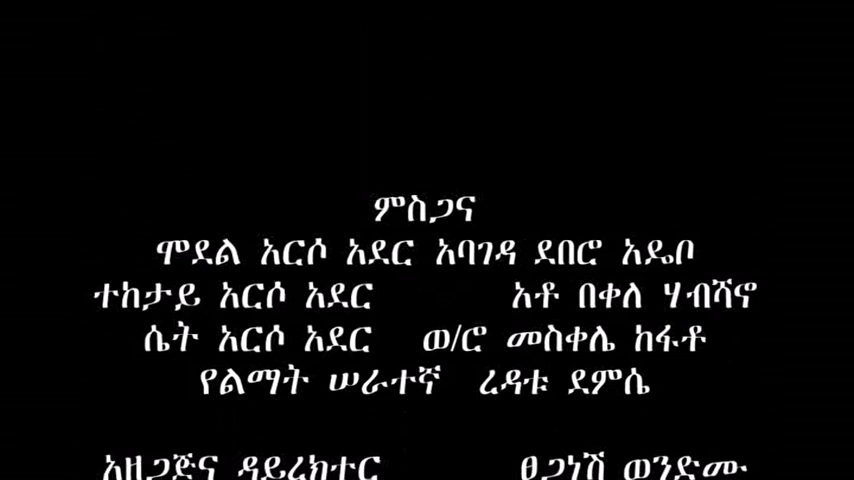 ምስጋና
ሞደል አርሶ አደር አባገዳ ደበሮ አዴቦ
ተከታይ አርሶ አደር አቶ በቀለ ሃብሻኖ
ሴት አርሶ አደር ወ/ሮ መስቀሌ ከፋቶ
የልማት ሠራተኛ ረዳቱ ደምሴ
አዘጋጅና ዳይረክተር ፀጋነሽ ወንድሙ